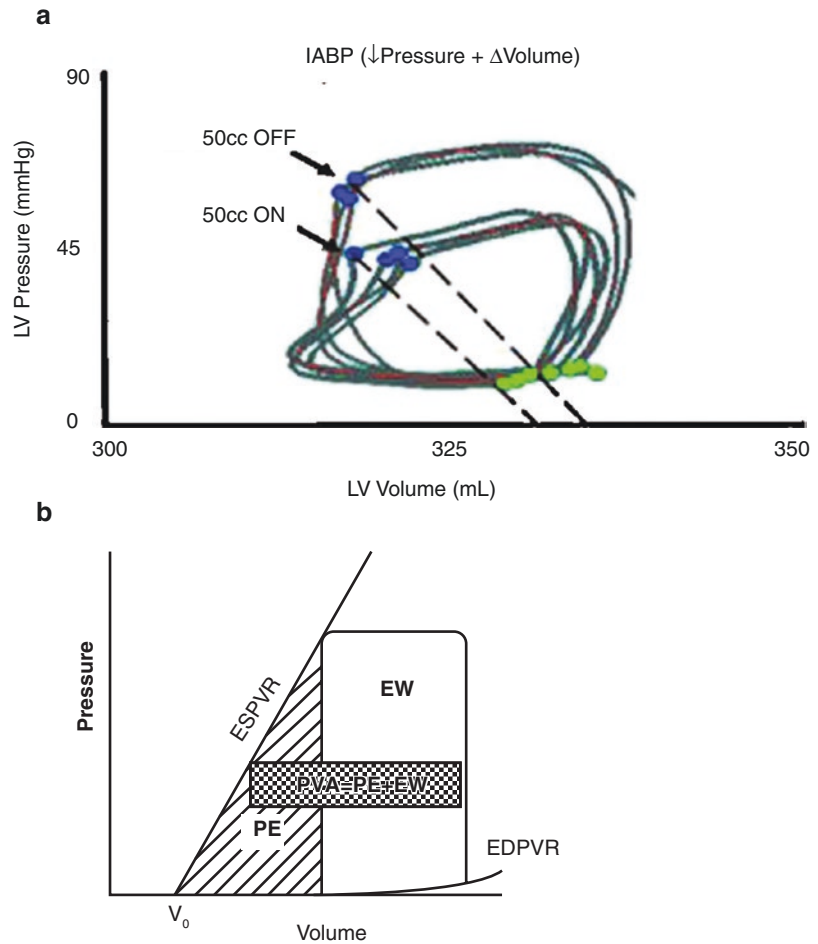 a
IABP (↓Pressure + ΔVolume)
90
50cc OFF
50cc ON
45
LV Pressure (mmHg)
0
300
325
350
LV Volume (mL)
b
Pressure
ESPVR
EW
PVA=PE+EW
PE
EDPVR
V₀
Volume